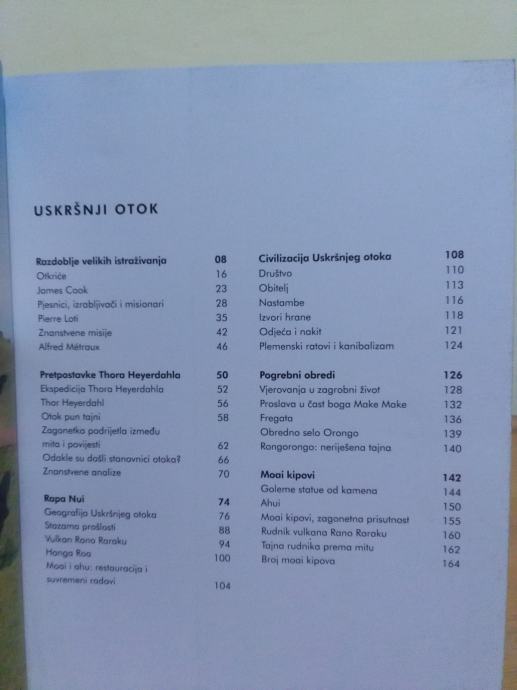 USKRŠNJI OTOK
Razdoblje velikih istraživanja 08
Otkriće 16
James Cook 23
Pjesnici, izrabljivači i misionari 28
Pierre Loti 35
Znanstvene misije 42
Alfred Métraux 46
Pretpostavke Thora Heyerdahla 50
Ekspedicija Thora Heyerdahla 52
Thor Heyerdahl 56
Otok pun tajni 58
Zagonetka podrijetla između
mita i povijesti 62
Odakle su došli stanovnici otoka? 66
Znanstvene analize 70
Rapa Nui 74
Geografija Uskršnjeg otoka 76
Stazama prošlosti 88
Vulkan Rano Raraku 94
Hanga Roa 100
Moai i ahu: restauracija i
suvremeni radovi 104
Civilizacija Uskršnjeg otoka 108
Društvo 110
Obitelj 113
Nastambe 116
Izvori hrane 118
Odjeća i nakit 121
Plemenski ratovi i kanibalizam 124
Pogrebni obredi 126
Vjerovanja u zagrobni život 128
Proslava u čast boga Make Make 132
Fregata 136
Obredno selo Orongo 139
Rongorongo: neriješena tajna 140
Moai kipovi 142
Goleme statue od kamena 144
Ahui 150
Moai kipovi, zagonetna prisutnost 155
Rudnik vulkana Rano Raraku 160
Tajna rudnika prema mitu 162
Broj moai kipova 164